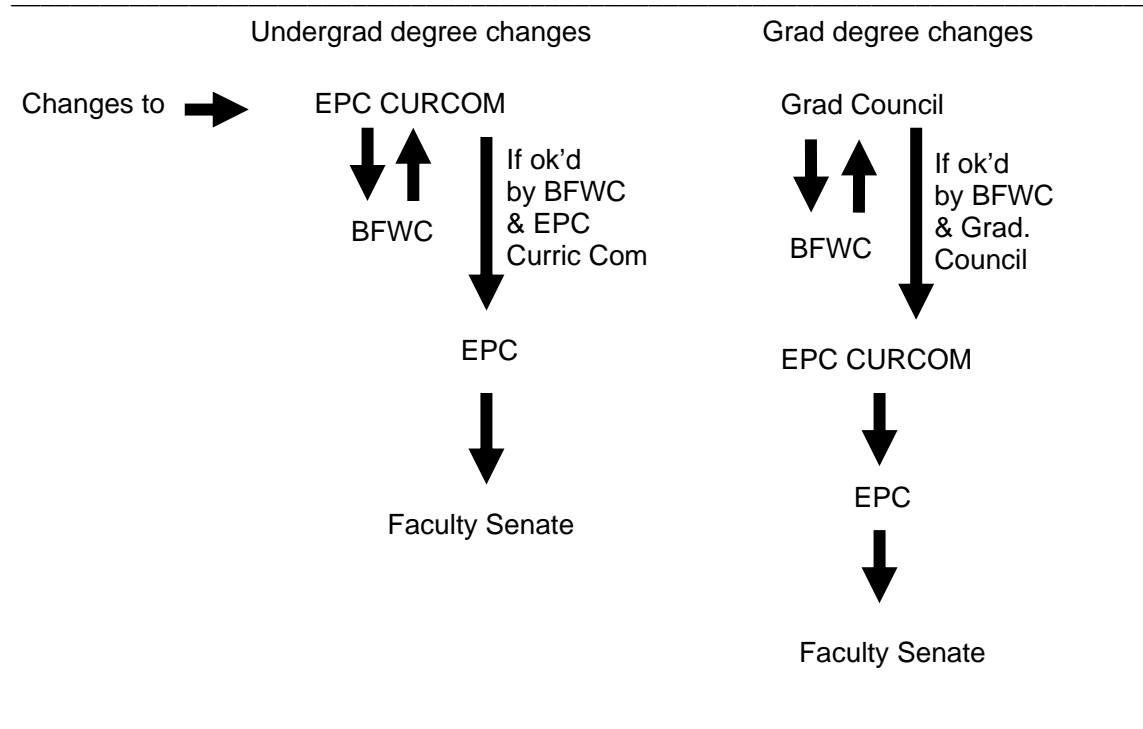 Undergrad degree changes
Grad degree changes
Changes to
EPC CURCOM
If ok’d
by BFWC
& EPC
Curric Com
BFWC
EPC
Faculty Senate
Grad Council
If ok’d
by BFWC
& Grad.
Council
BFWC
EPC CURCOM
EPC
Faculty Senate